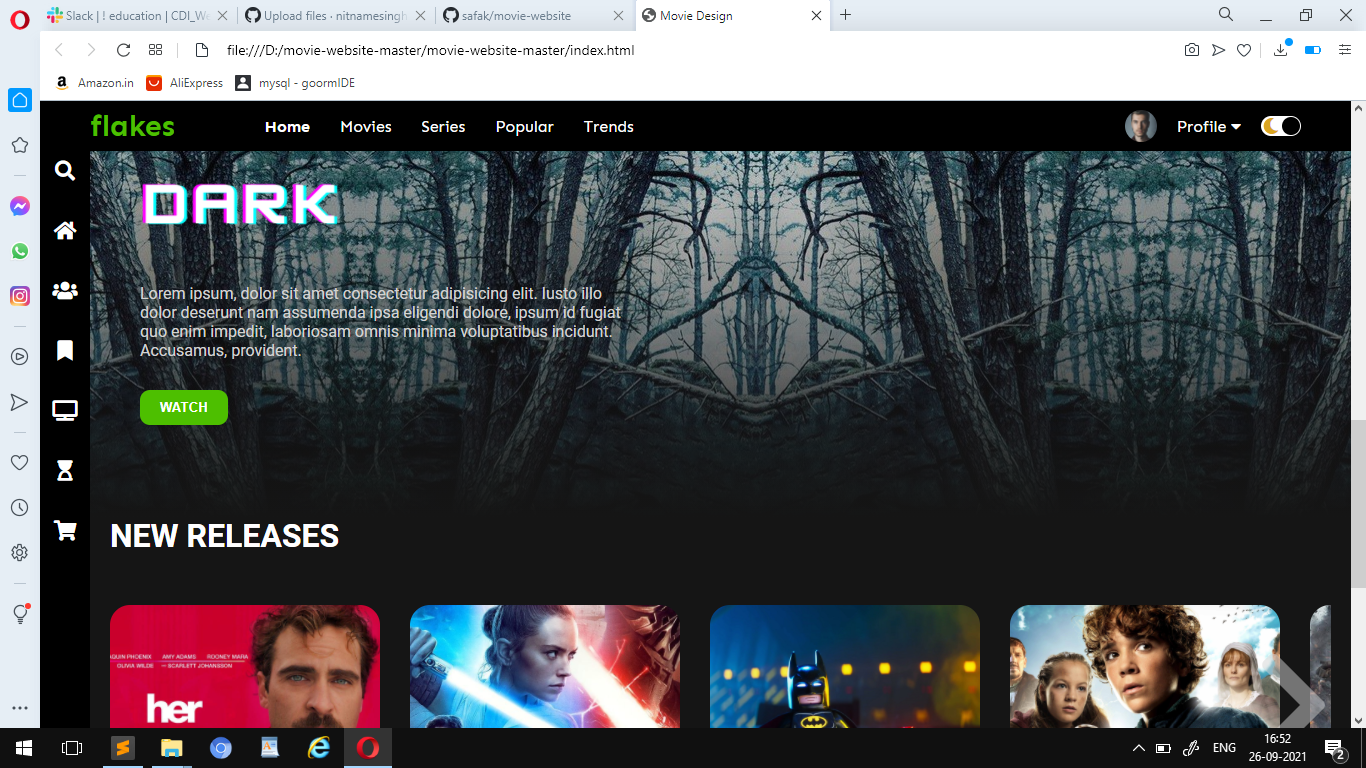 Slack | ! education | CDI_We
Upload files · nitnamesingh
safak/movie-website
Movie Design
file:///D:/movie-website-master/movie-website-master/index.html
Amazon.in
AliExpress
mysql - goormIDE
flakes
Home
Movies
Series
Popular
Trends
Profile
DARK
Lorem ipsum, dolor sit amet consectetur adipisicing elit. Iusto illo
dolor deserunt nam assumenda ipsa eligendi dolore, ipsum id fugiat
quo enim impedit, laboriosam omnis minima voluptatibus incidunt.
Accusamus, provident.
WATCH
NEW RELEASES
PHOENIX AMY ADAMS ROONEY MARA
OLIVIA WILDE — SCARLETT JOHANSSON
her
ENG
16:52
26-09-2021
2